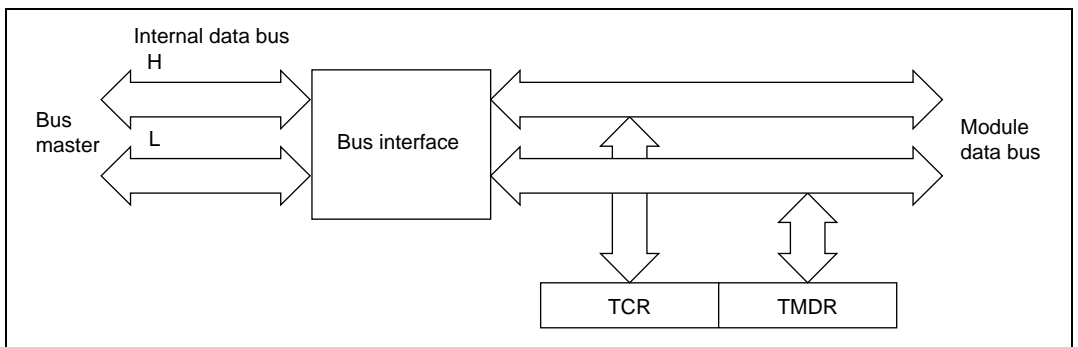 Internal data bus
H
Bus
master
L
Bus interface
Module
data bus
TCR
TMDR